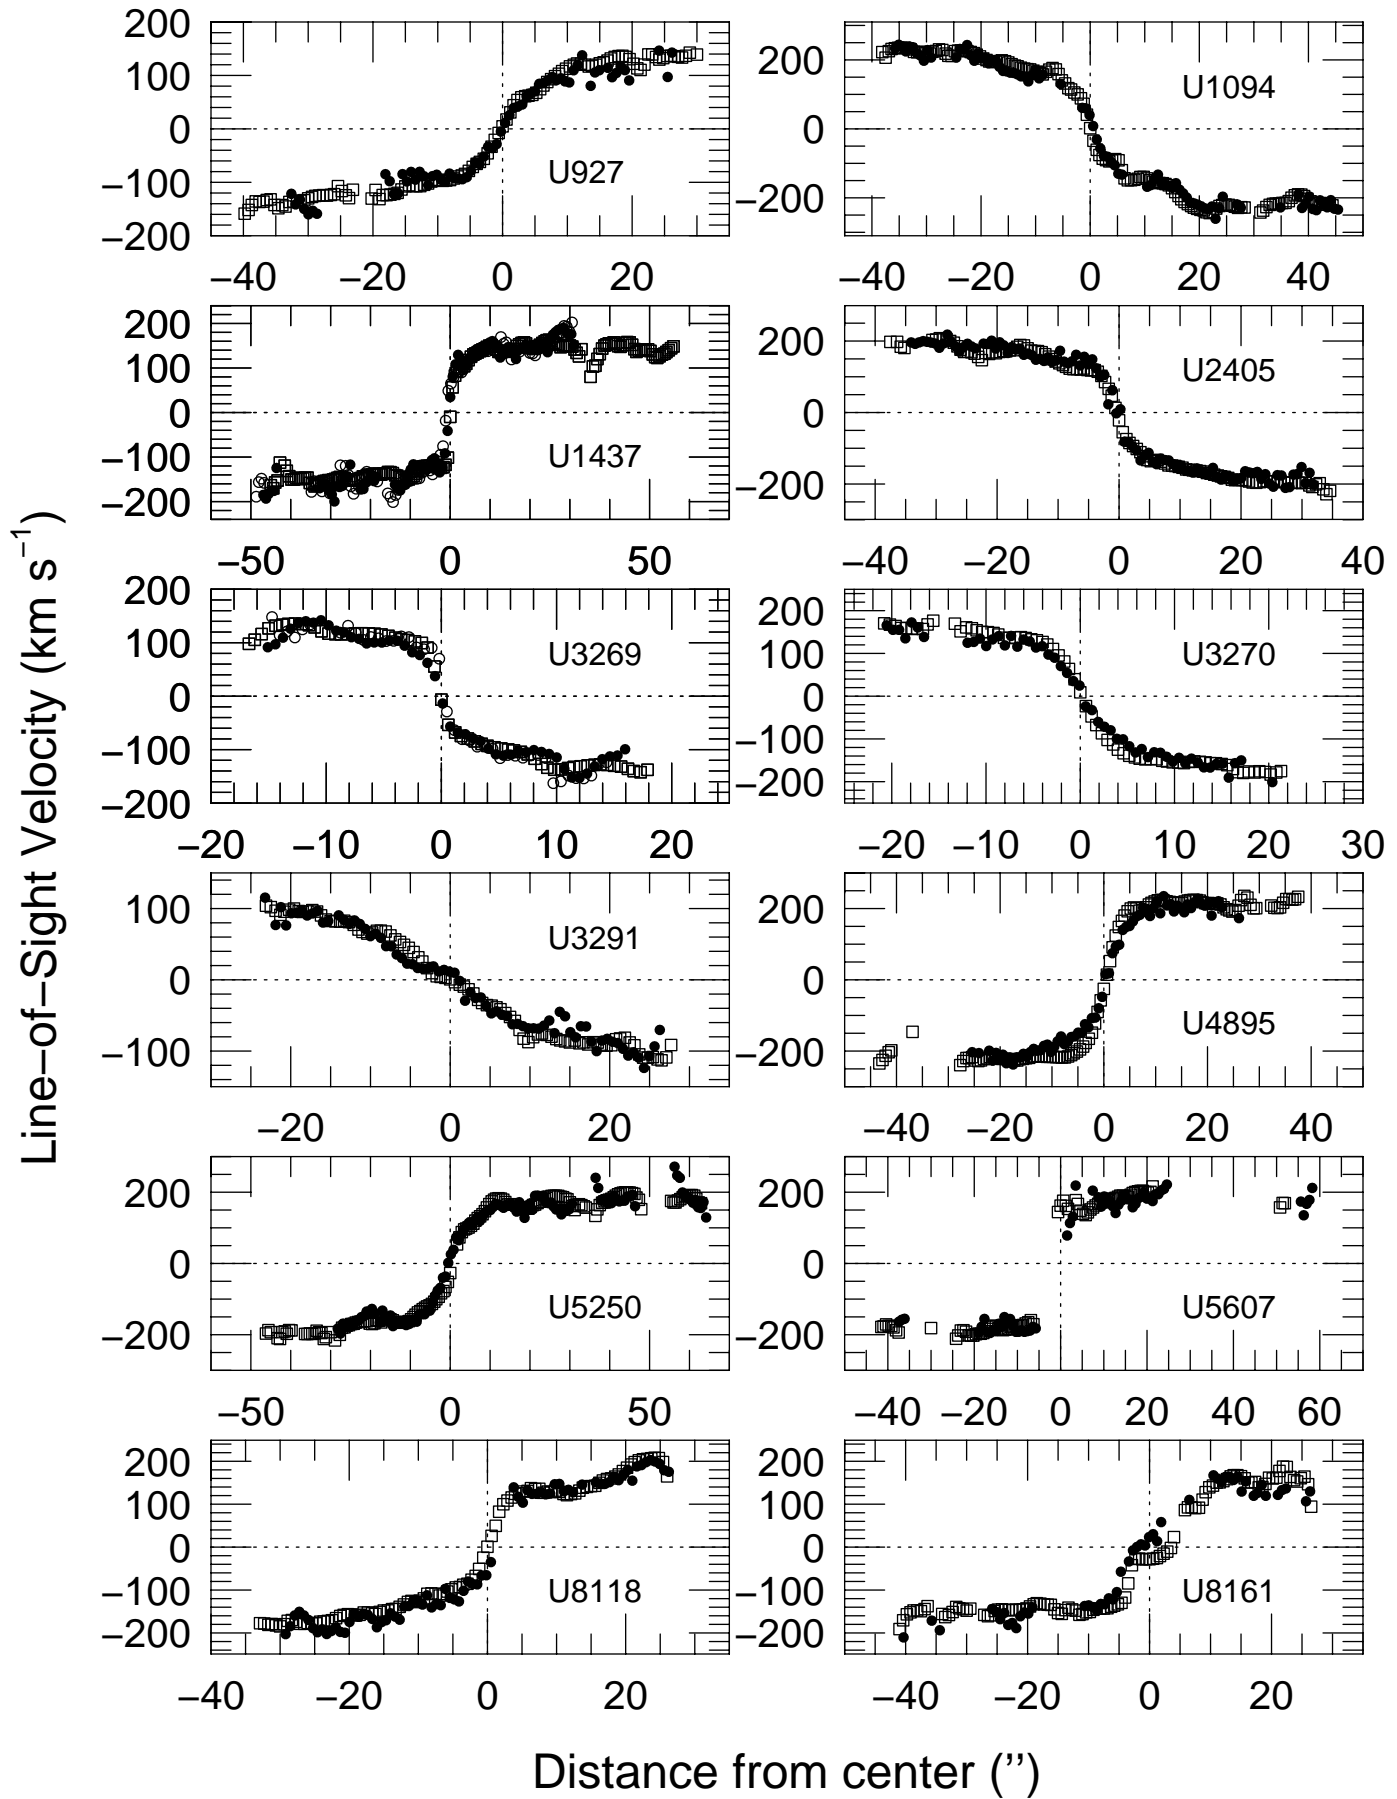 Line−of−Sight Velocity (km s−1)
200
100
0
−100
−200
U927
−40 −20 0 20
200
0
−200
U1094
−40 −20 0 20 40
200
100
0
−100
−200
U1437
−50 0 50
200
0
−200
U2405
−40 −20 0 20 40
200
100
0
−100
−200
U3269
−20 −10 0 10 20
200
100
0
−100
−200
U3270
−20 −10 0 10 20 30
100
0
−100
U3291
−20 0 20
200
0
−200
U4895
−40 −20 0 20 40
200
0
−200
U5250
−50 0 50
200
0
−200
U5607
−40 −20 0 20 40 60
200
100
0
−100
−200
U8118
−40 −20 0 20
200
100
0
−100
−200
U8161
−40 −20 0 20
Distance from center (’’)